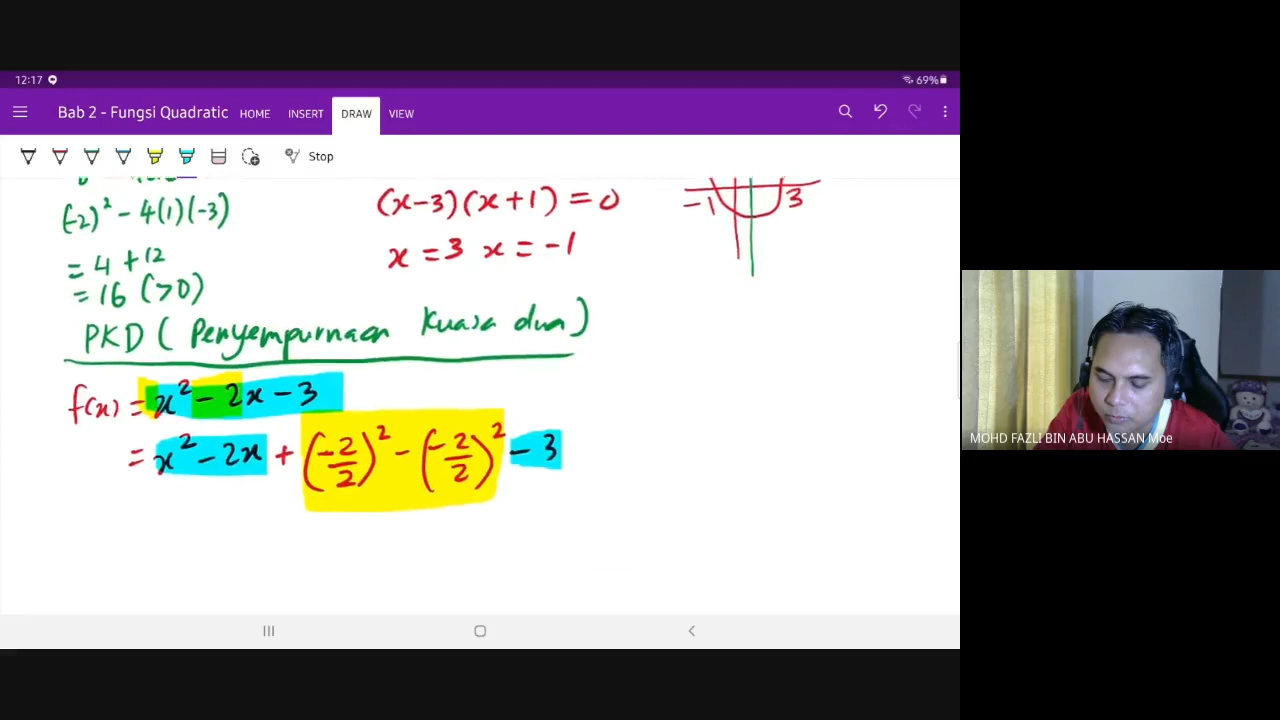 12:17
69%
Bab 2 - Fungsi Quadratic HOME INSERT DRAW VIEW
Stop
(-2)² - 4(1)(-3)
= 4 + 12
= 16 (>0)
(x-3)(x+1) = 0
x = 3 x = -1
-1 3
PKD (Penyempurnaan Kuasa dua)
f(x) = x² - 2x - 3
= x² - 2x + (-2/2)² - (-2/2)² - 3
MOHD FAZLI BIN ABU HASSAN Moe